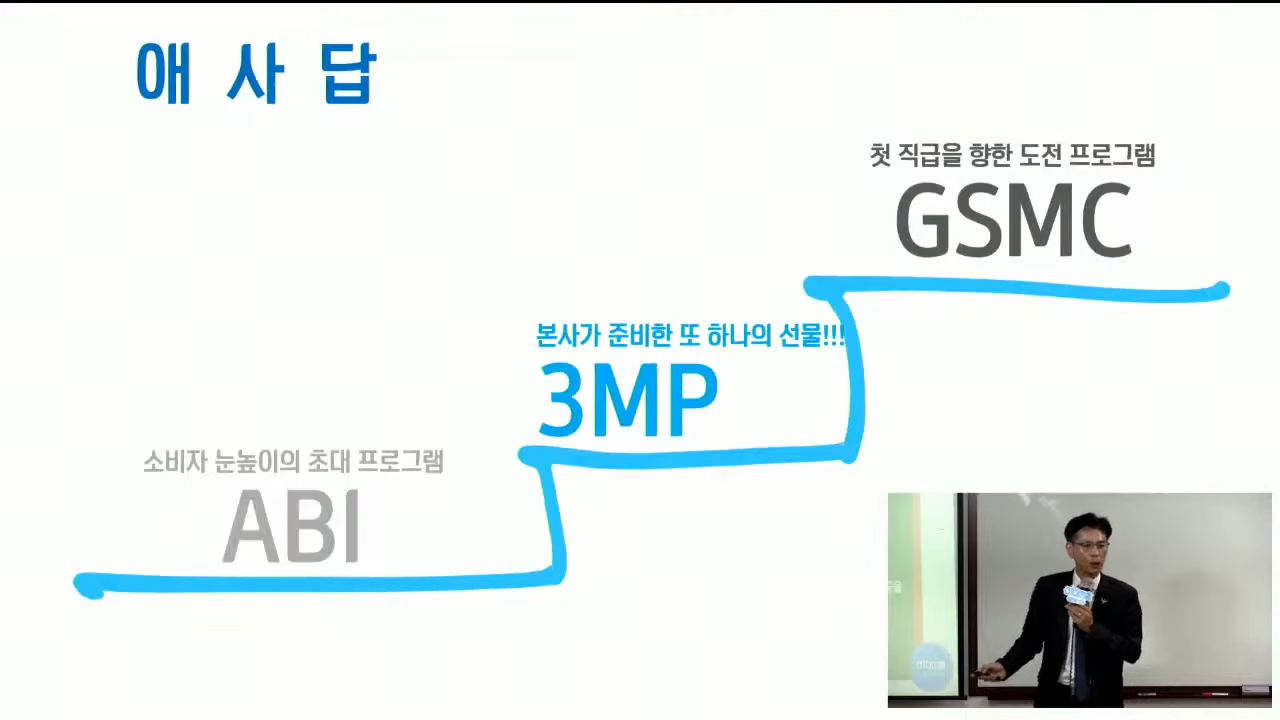 애 사 답
첫 직급을 향한 도전 프로그램
GSMC
본사가 준비한 또 하나의 선물!!!
3MP
소비자 눈높이의 초대 프로그램
ABI